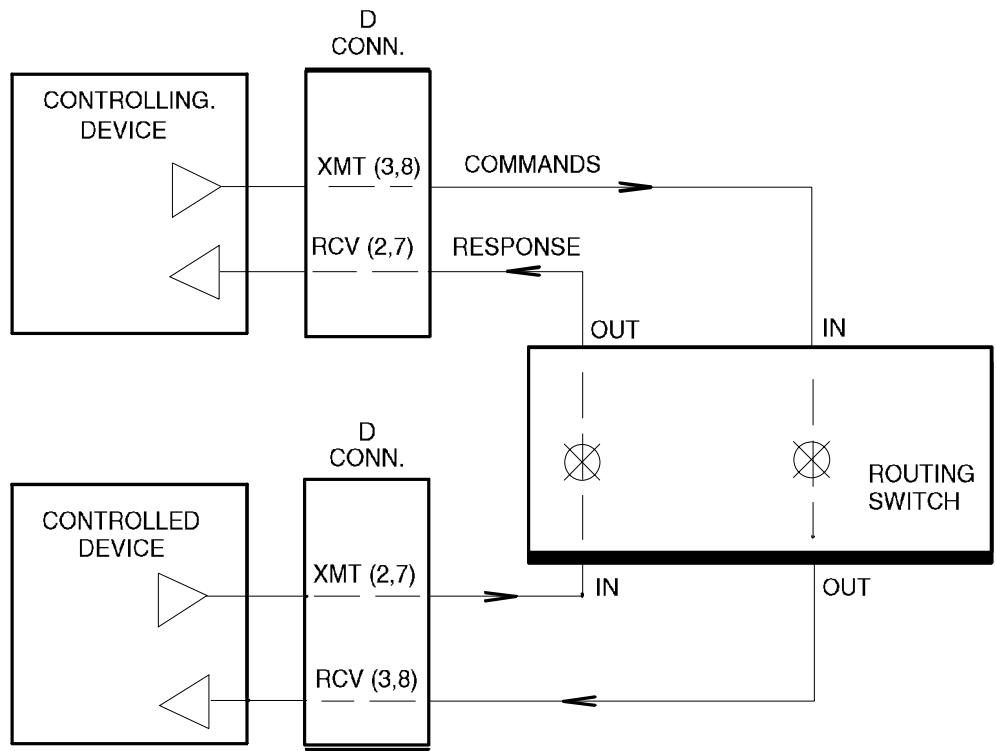 D
CONN.
CONTROLLING.
DEVICE
XMT (3,8)
COMMANDS
RCV (2,7)
RESPONSE
OUT
IN
ROUTING
SWITCH
D
CONN.
CONTROLLED
DEVICE
XMT (2,7)
IN
OUT
RCV (3,8)